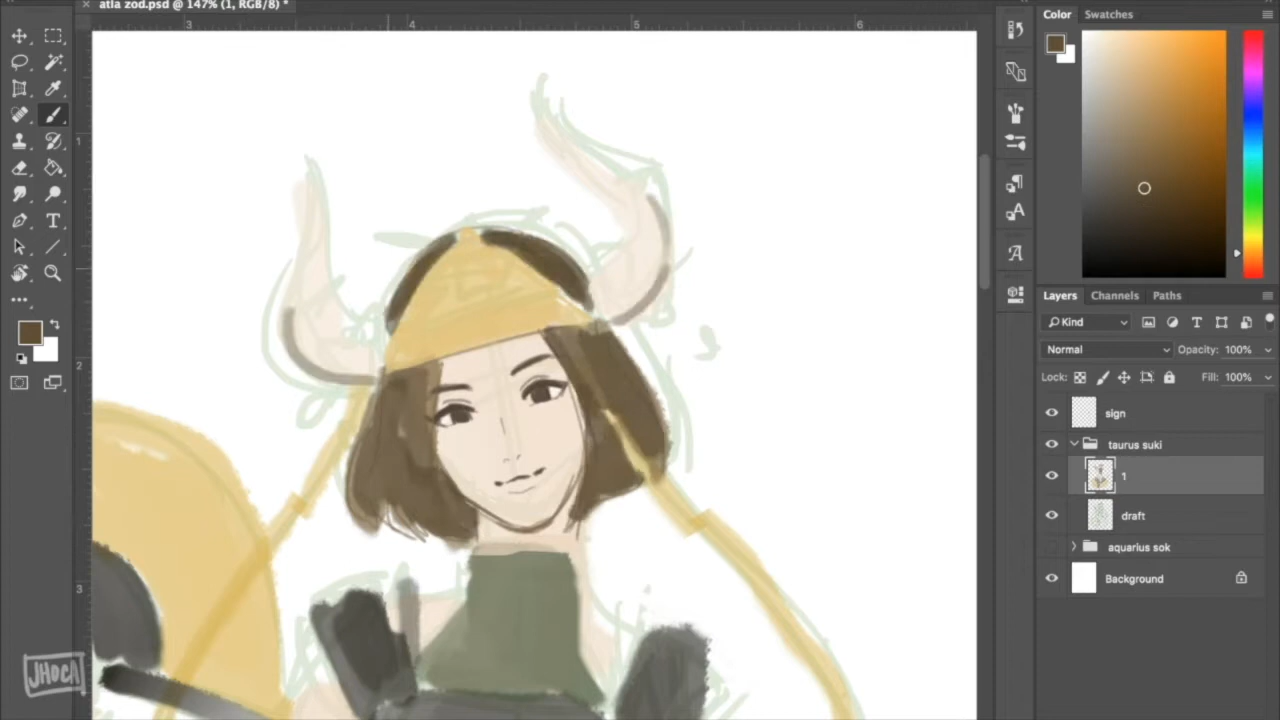 atla zod.psd @ 147% (1, RGB/8) *
3
4
5
6
1
2
3
Color
Swatches
Layers
Channels
Paths
Kind
Normal
Opacity: 100%
Lock:
Fill: 100%
sign
taurus suki
1
draft
aquarius sok
Background
JHOCA